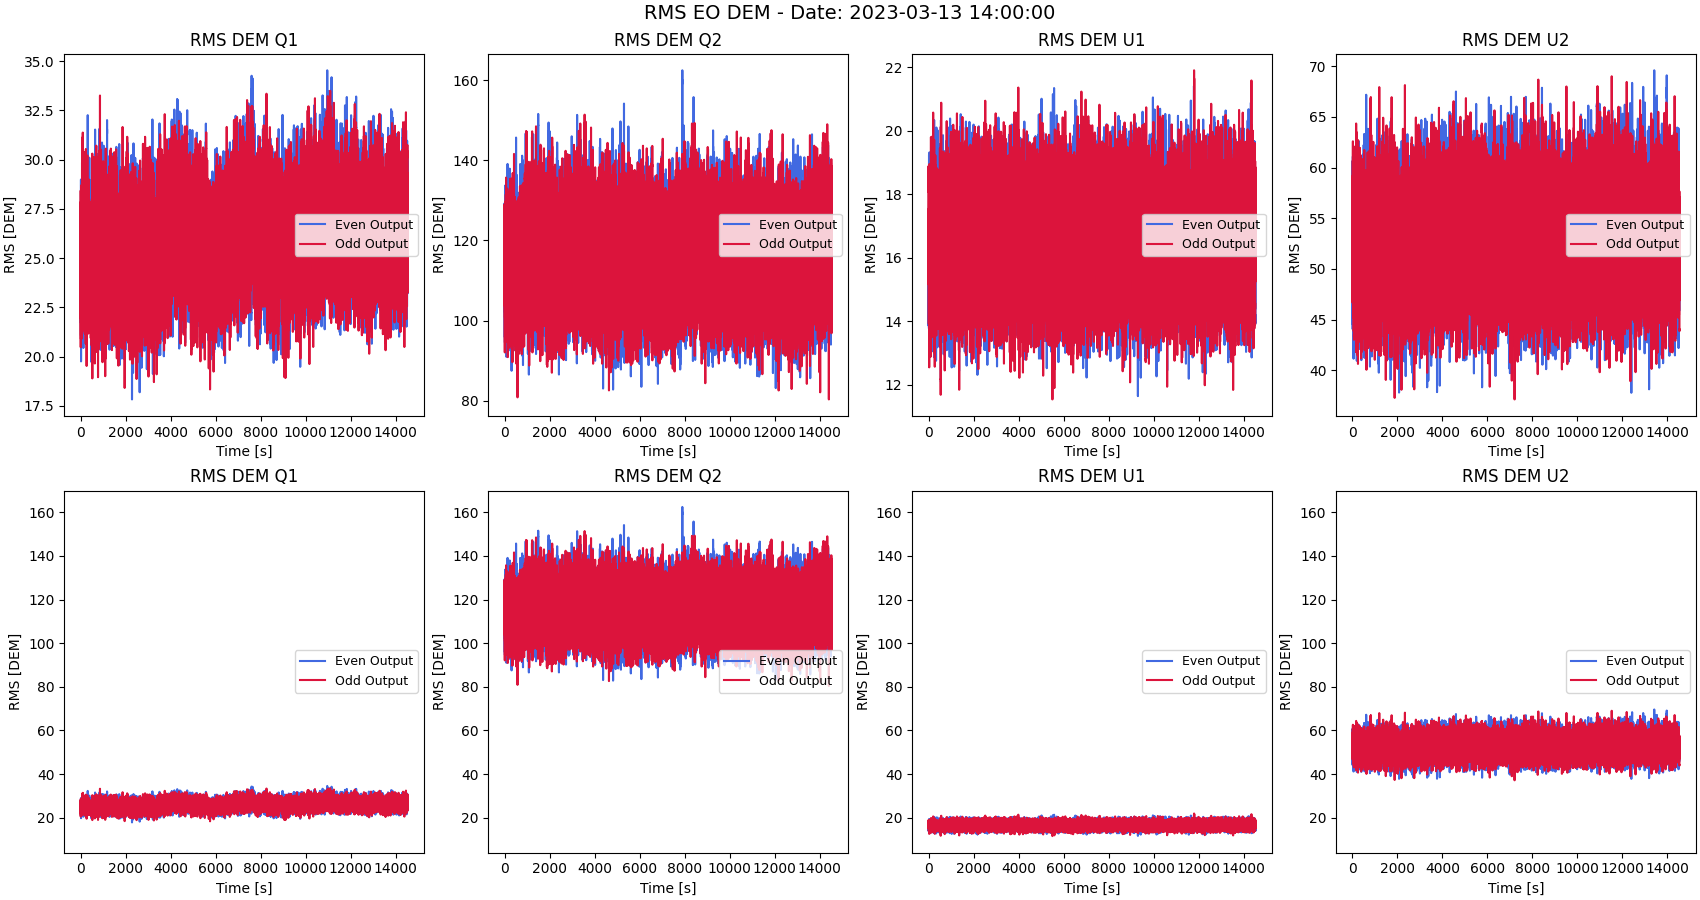 RMS EO DEM - Date: 2023-03-13 14:00:00
RMS DEM Q1
RMS [DEM]
35.0
32.5
30.0
27.5
25.0
22.5
20.0
17.5
0 2000 4000 6000 8000 10000 12000 14000
Time [s]
Even Output
Odd Output
RMS DEM Q2
RMS [DEM]
160
140
120
100
80
0 2000 4000 6000 8000 10000 12000 14000
Time [s]
Even Output
Odd Output
RMS DEM U1
RMS [DEM]
22
20
18
16
14
12
0 2000 4000 6000 8000 10000 12000 14000
Time [s]
Even Output
Odd Output
RMS DEM U2
RMS [DEM]
70
65
60
55
50
45
40
0 2000 4000 6000 8000 10000 12000 14000
Time [s]
Even Output
Odd Output
RMS DEM Q1
RMS [DEM]
160
140
120
100
80
60
40
20
0 2000 4000 6000 8000 10000 12000 14000
Time [s]
Even Output
Odd Output
RMS DEM Q2
RMS [DEM]
160
140
120
100
80
60
40
20
0 2000 4000 6000 8000 10000 12000 14000
Time [s]
Even Output
Odd Output
RMS DEM U1
RMS [DEM]
160
140
120
100
80
60
40
20
0 2000 4000 6000 8000 10000 12000 14000
Time [s]
Even Output
Odd Output
RMS DEM U2
RMS [DEM]
160
140
120
100
80
60
40
20
0 2000 4000 6000 8000 10000 12000 14000
Time [s]
Even Output
Odd Output